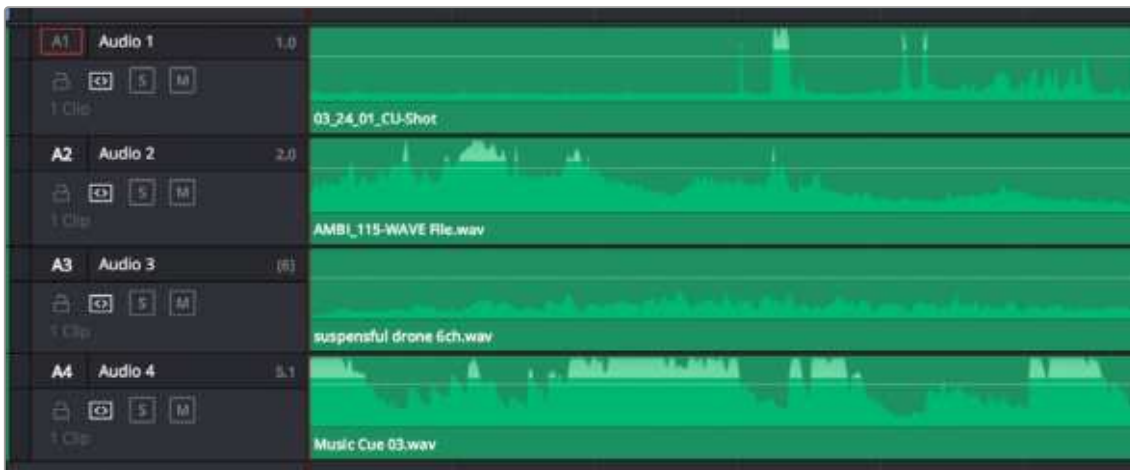 A1 Audio 1 1.0
S M
1 Clip
03_24_01_CU-Shot
A2 Audio 2 2.0
S M
1 Clip
AMBI_115-WAVE File.wav
A3 Audio 3 (6)
S M
1 Clip
suspensful drone 6ch.wav
A4 Audio 4 5.1
S M
1 Clip
Music Cue 03.wav